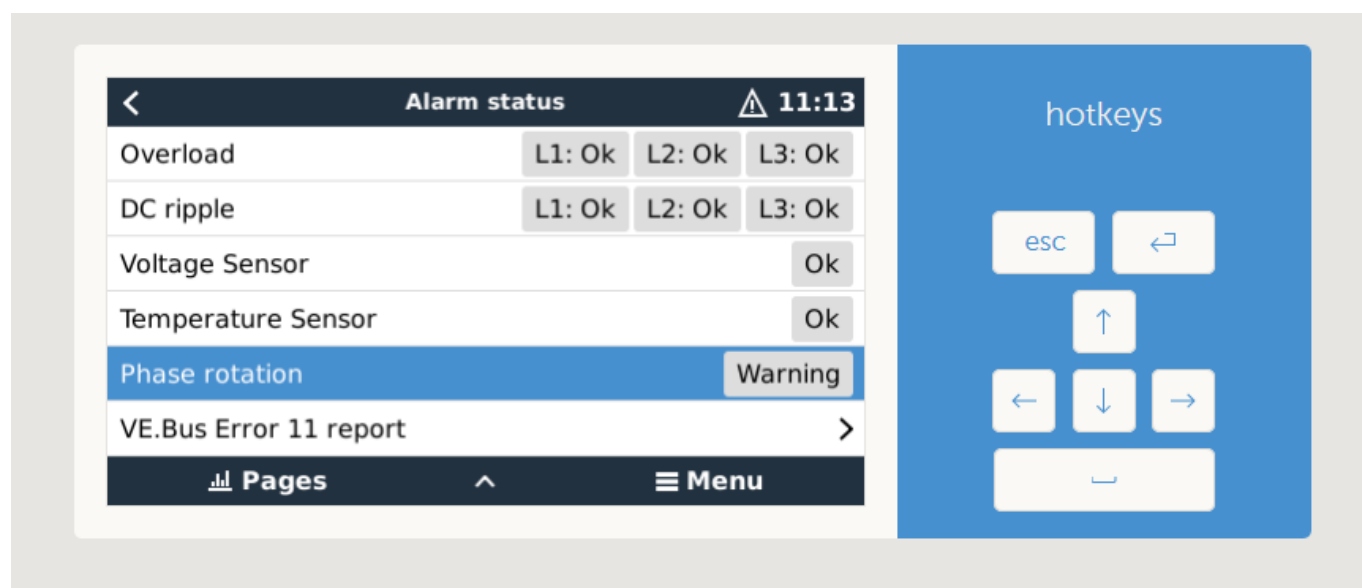 Alarm status 11:13
Overload L1: Ok L2: Ok L3: Ok
DC ripple L1: Ok L2: Ok L3: Ok
Voltage Sensor Ok
Temperature Sensor Ok
Phase rotation Warning
VE.Bus Error 11 report
Pages Menu
hotkeys
esc